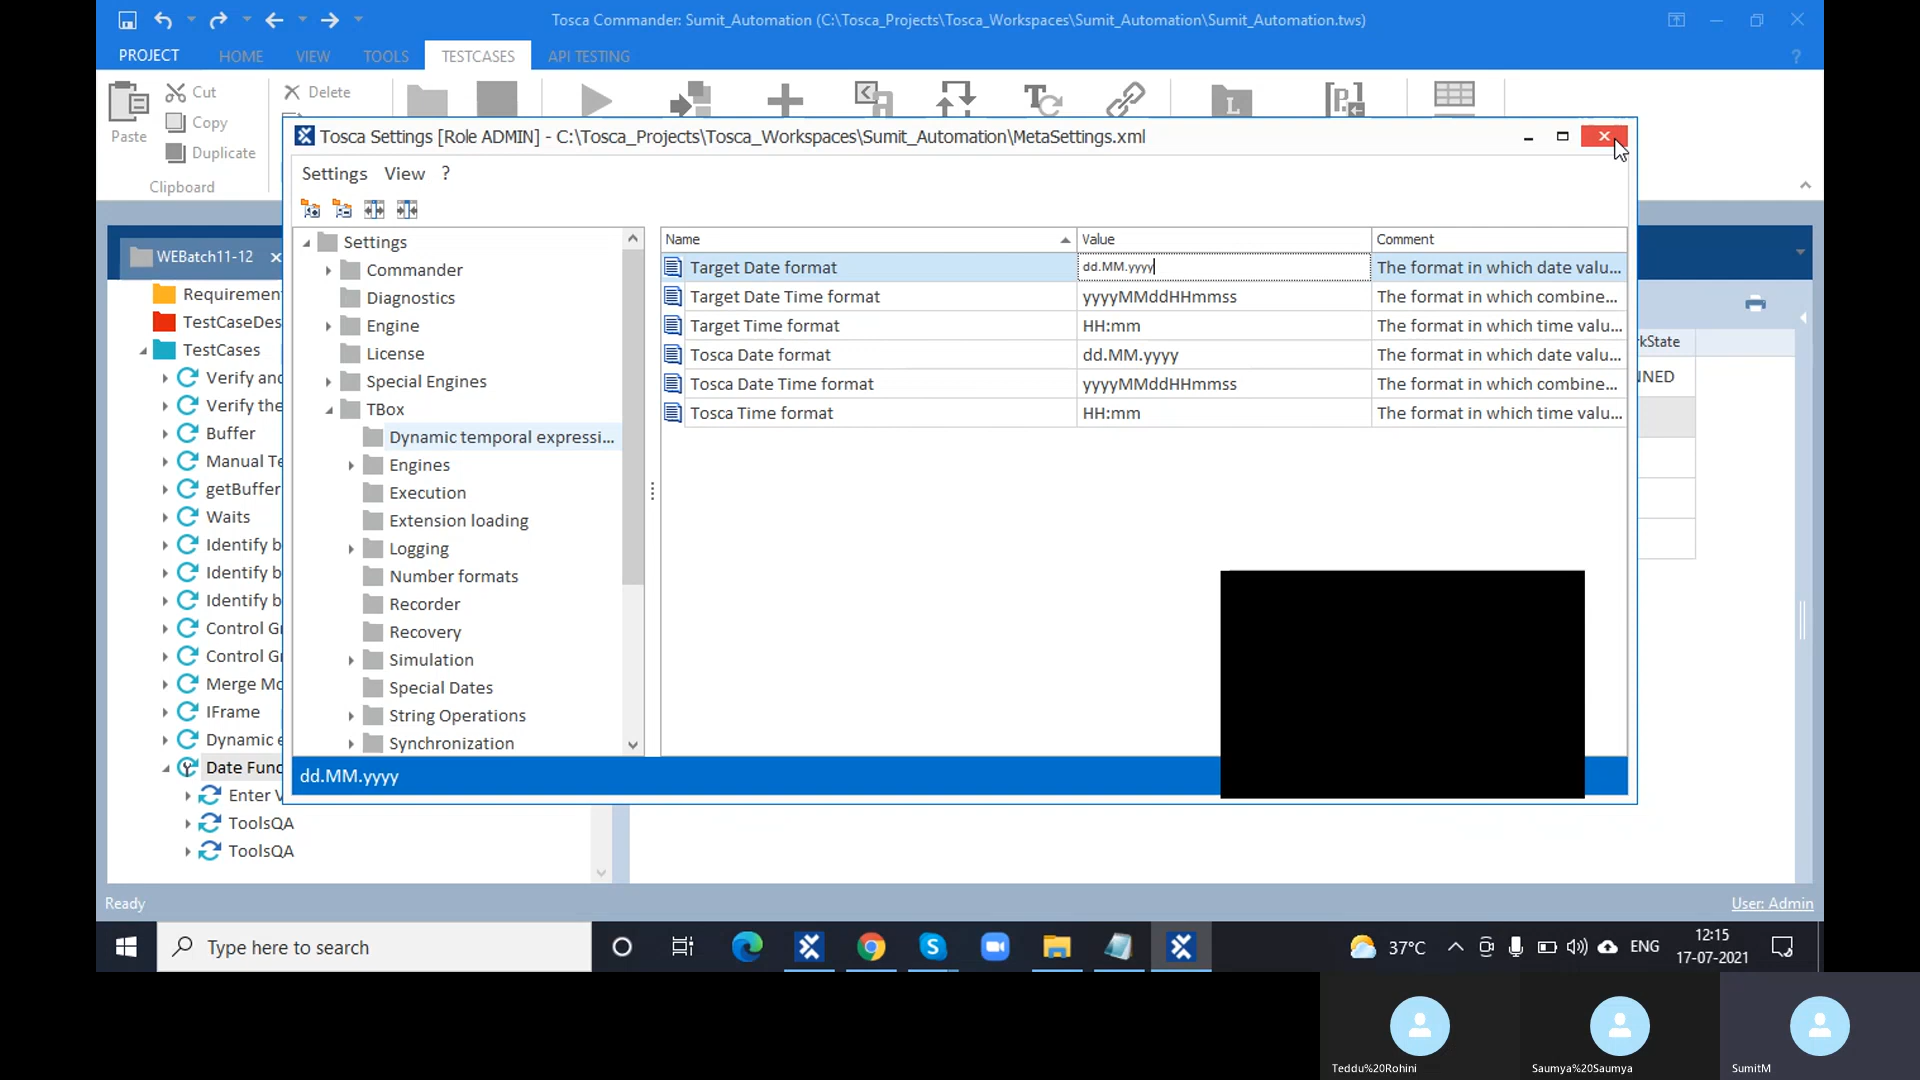 Tosca Commander: Sumit_Automation (C:\Tosca_Projects\Tosca_Workspaces\Sumit_Automation\Sumit_Automation.tws)
PROJECT HOME VIEW TOOLS TESTCASES API TESTING ?
Paste
Cut
Copy
Duplicate
Delete
Clipboard
Tosca Settings [Role ADMIN] - C:\Tosca_Projects\Tosca_Workspaces\Sumit_Automation\MetaSettings.xml
Settings View ?
WEBatch11-12
Requiremen
TestCaseDes
TestCases
Verify and
Verify the
Buffer
Manual Te
getBuffer
Waits
Identify b
Identify b
Identify b
Control Gr
Control Gr
Merge Mo
IFrame
Dynamic e
Date Func
Enter V
ToolsQA
ToolsQA
Settings
Commander
Diagnostics
Engine
License
Special Engines
TBox
Dynamic temporal expressi...
Engines
Execution
Extension loading
Logging
Number formats
Recorder
Recovery
Simulation
Special Dates
String Operations
Synchronization
Name Value Comment
Target Date format dd.MM.yyyy The format in which date valu...
Target Date Time format yyyyMMddHHmmss The format in which combine...
Target Time format HH:mm The format in which time valu...
Tosca Date format dd.MM.yyyy The format in which date valu...
Tosca Date Time format yyyyMMddHHmmss The format in which combine...
Tosca Time format HH:mm The format in which time valu...
dd.MM.yyyy
rkState
NNED
Ready
User: Admin
Type here to search
37°C
ENG
12:15
17-07-2021
Teddu%20Rohini
Saumya%20Saumya
SumitM